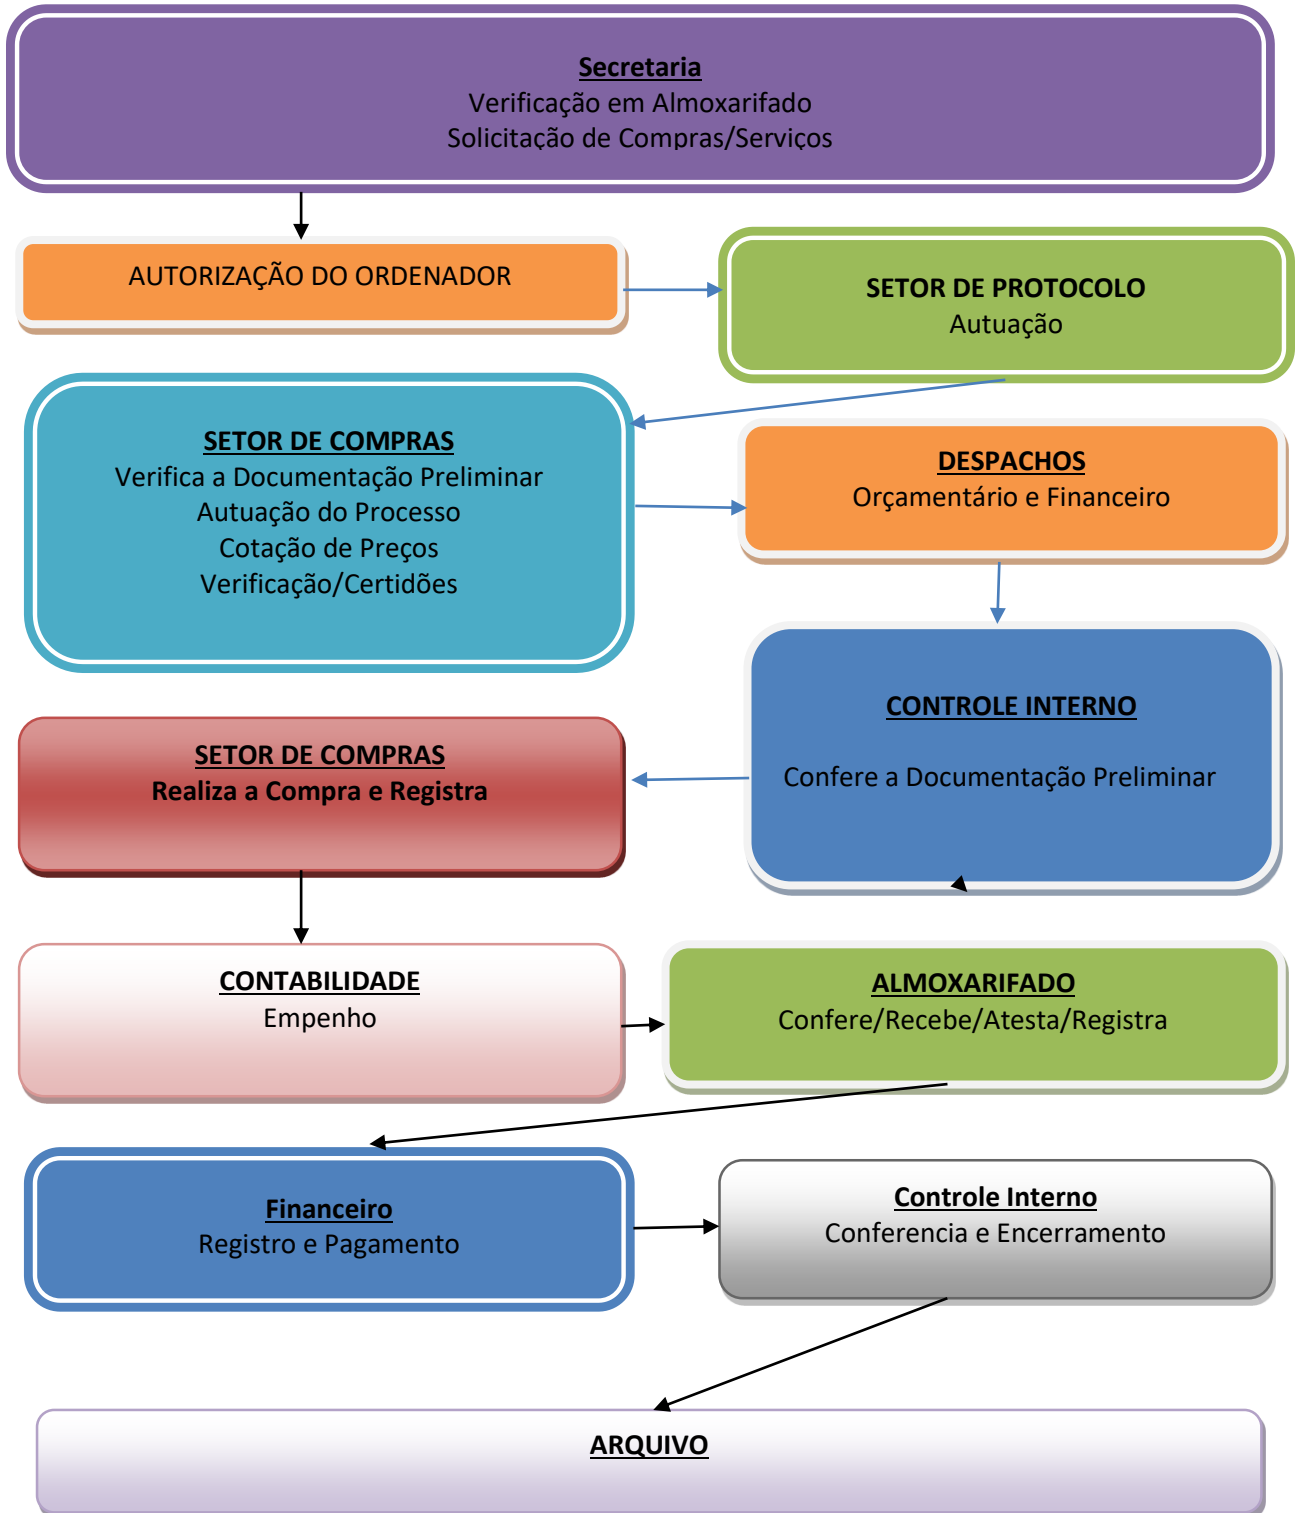 Secretaria
Verificação em Almoxarifado
Solicitação de Compras/Serviços
AUTORIZAÇÃO DO ORDENADOR
SETOR DE PROTOCOLO
Autuação
SETOR DE COMPRAS
Verifica a Documentação Preliminar
Autuação do Processo
Cotação de Preços
Verificação/Certidões
DESPACHOS
Orçamentário e Financeiro
CONTROLE INTERNO
Confere a Documentação Preliminar
SETOR DE COMPRAS
Realiza a Compra e Registra
CONTABILIDADE
Empenho
ALMOXARIFADO
Confere/Recebe/Atesta/Registra
Financeiro
Registro e Pagamento
Controle Interno
Conferencia e Encerramento
ARQUIVO